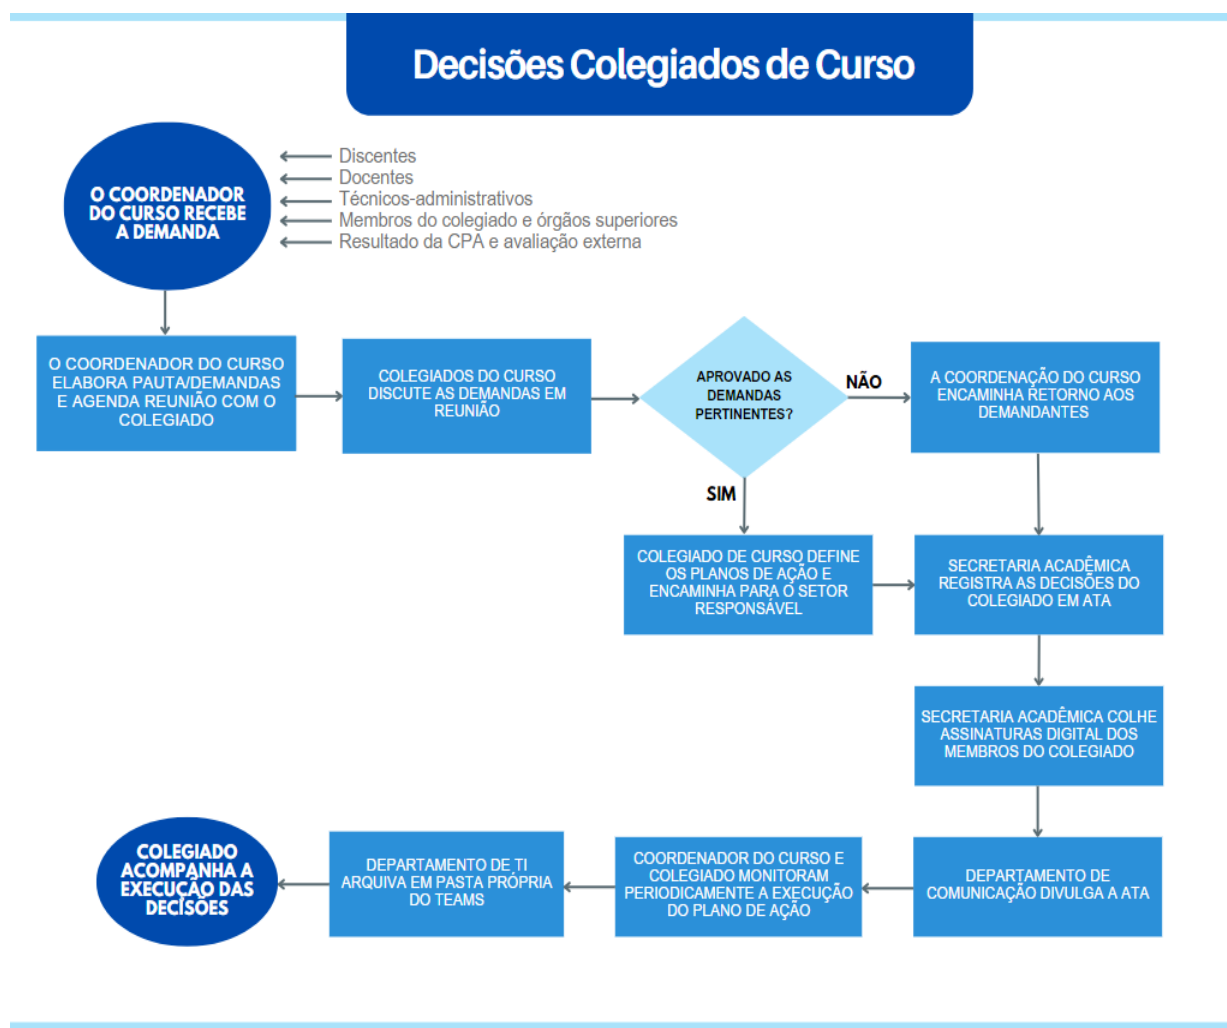 Decisões Colegiados de Curso
O COORDENADOR
DO CURSO RECEBE
A DEMANDA
Discentes
Docentes
Técnicos-administrativos
Membros do colegiado e órgãos superiores
Resultado da CPA e avaliação externa
O COORDENADOR DO CURSO
ELABORA PAUTA/DEMANDAS
E AGENDA REUNIÃO COM O
COLEGIADO
COLEGIADOS DO CURSO
DISCUTE AS DEMANDAS EM
REUNIÃO
APROVADO AS
DEMANDAS
PERTINENTES?
NÃO
A COORDENAÇÃO DO CURSO
ENCAMINHA RETORNO AOS
DEMANDANTES
SIM
COLEGIADO DE CURSO DEFINE
OS PLANOS DE AÇÃO E
ENCAMINHA PARA O SETOR
RESPONSÁVEL
SECRETARIA ACADÊMICA
REGISTRA AS DECISÕES DO
COLEGIADO EM ATA
SECRETARIA ACADÊMICA COLHE
ASSINATURAS DIGITAL DOS
MEMBROS DO COLEGIADO
DEPARTAMENTO DE
COMUNICAÇÃO DIVULGA A ATA
COORDENADOR DO CURSO E
COLEGIADO MONITORAM
PERIODICAMENTE A EXECUÇÃO
DO PLANO DE AÇÃO
DEPARTAMENTO DE TI
ARQUIVA EM PASTA PRÓPRIA
DO TEAMS
COLEGIADO
ACOMPANHA A
EXECUÇÃO DAS
DECISÕES